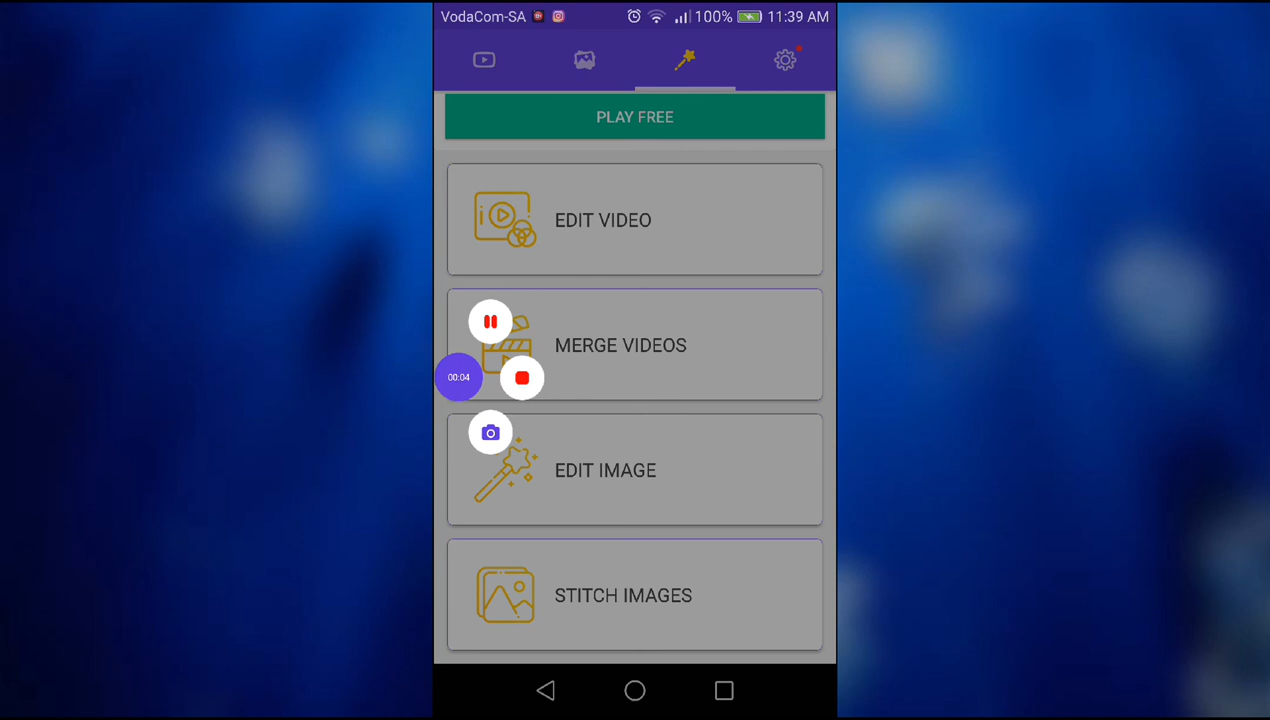 VodaCom-SA 100% 11:39 AM
PLAY FREE
EDIT VIDEO
MERGE VIDEOS
00:04
EDIT IMAGE
STITCH IMAGES